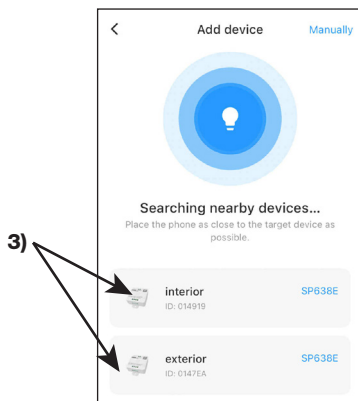 Add device
Manually
Searching nearby devices...
Place the phone as close to the target device as
possible.
3)
interior
SP638E
ID: 014919
exterior
SP638E
ID: 0147EA